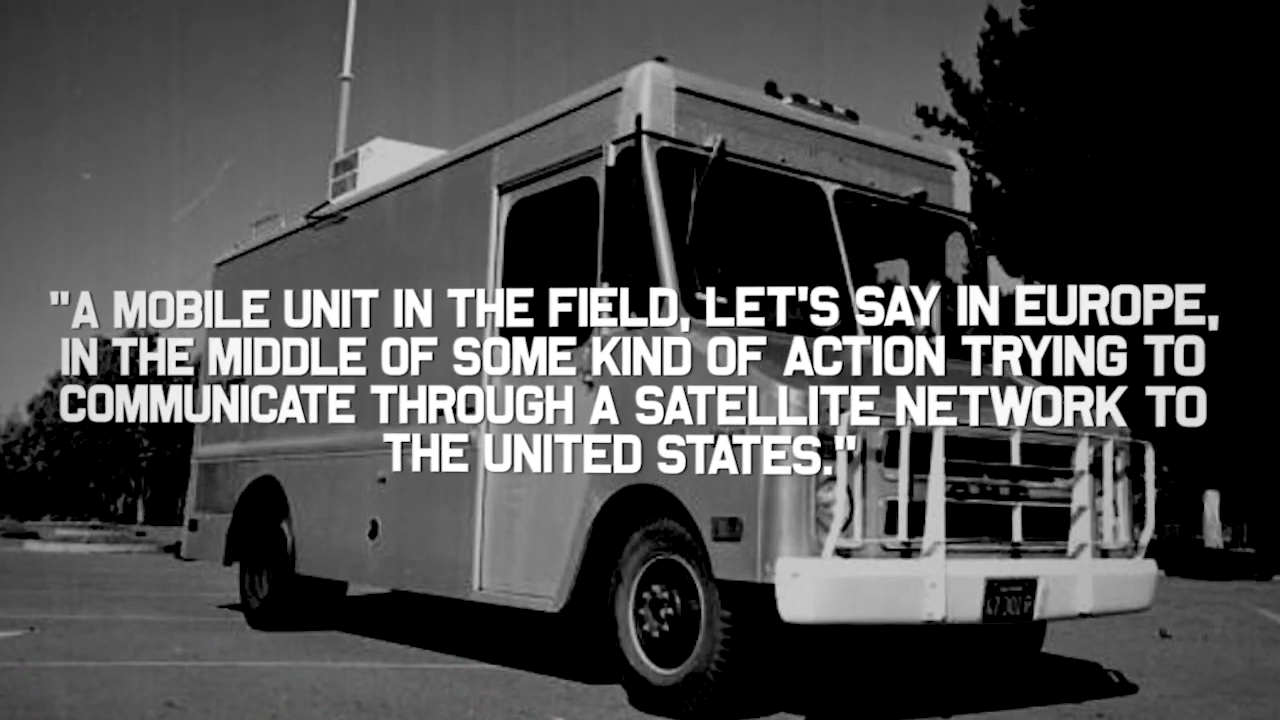 "A MOBILE UNIT IN THE FIELD, LET'S SAY IN EUROPE,
IN THE MIDDLE OF SOME KIND OF ACTION TRYING TO
COMMUNICATE THROUGH A SATELLITE NETWORK TO
THE UNITED STATES."